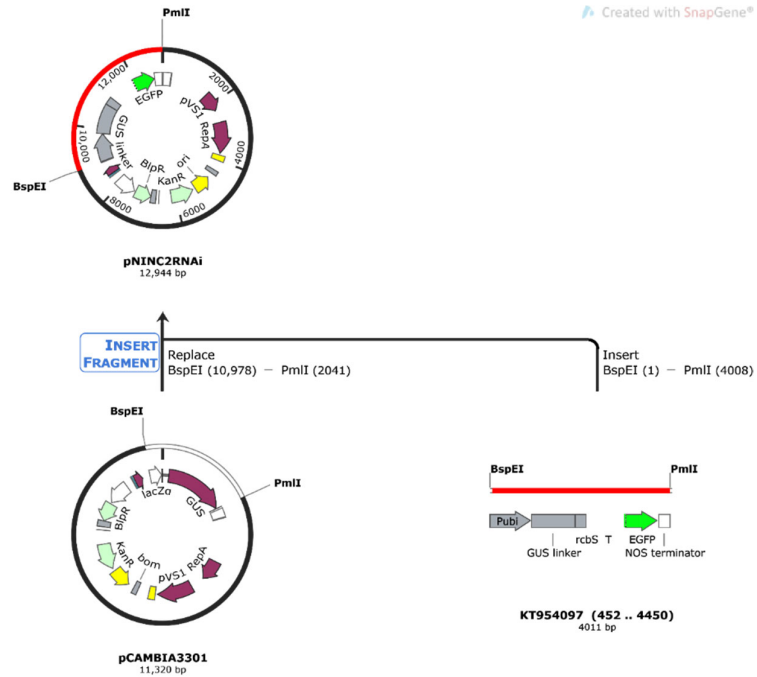 Created with SnapGene®
PmlI
12,000
2000
EGFP
pVS1 RepA
GUS linker
10,000
4000
BlpR
ori
KanR
BspEI
8000
6000
pNINC2RNAi
12,944 bp
INSERT
FRAGMENT
Replace
BspEI (10,978) – PmlI (2041)
Insert
BspEI (1) – PmlI (4008)
BspEI
PmlI
lacZα
GUS
BlpR
KanR
bom
pVS1 RepA
pCAMBIA3301
11,320 bp
BspEI
PmlI
Pubi
rcbS T
EGFP
GUS linker
NOS terminator
KT954097 (452 .. 4450)
4011 bp